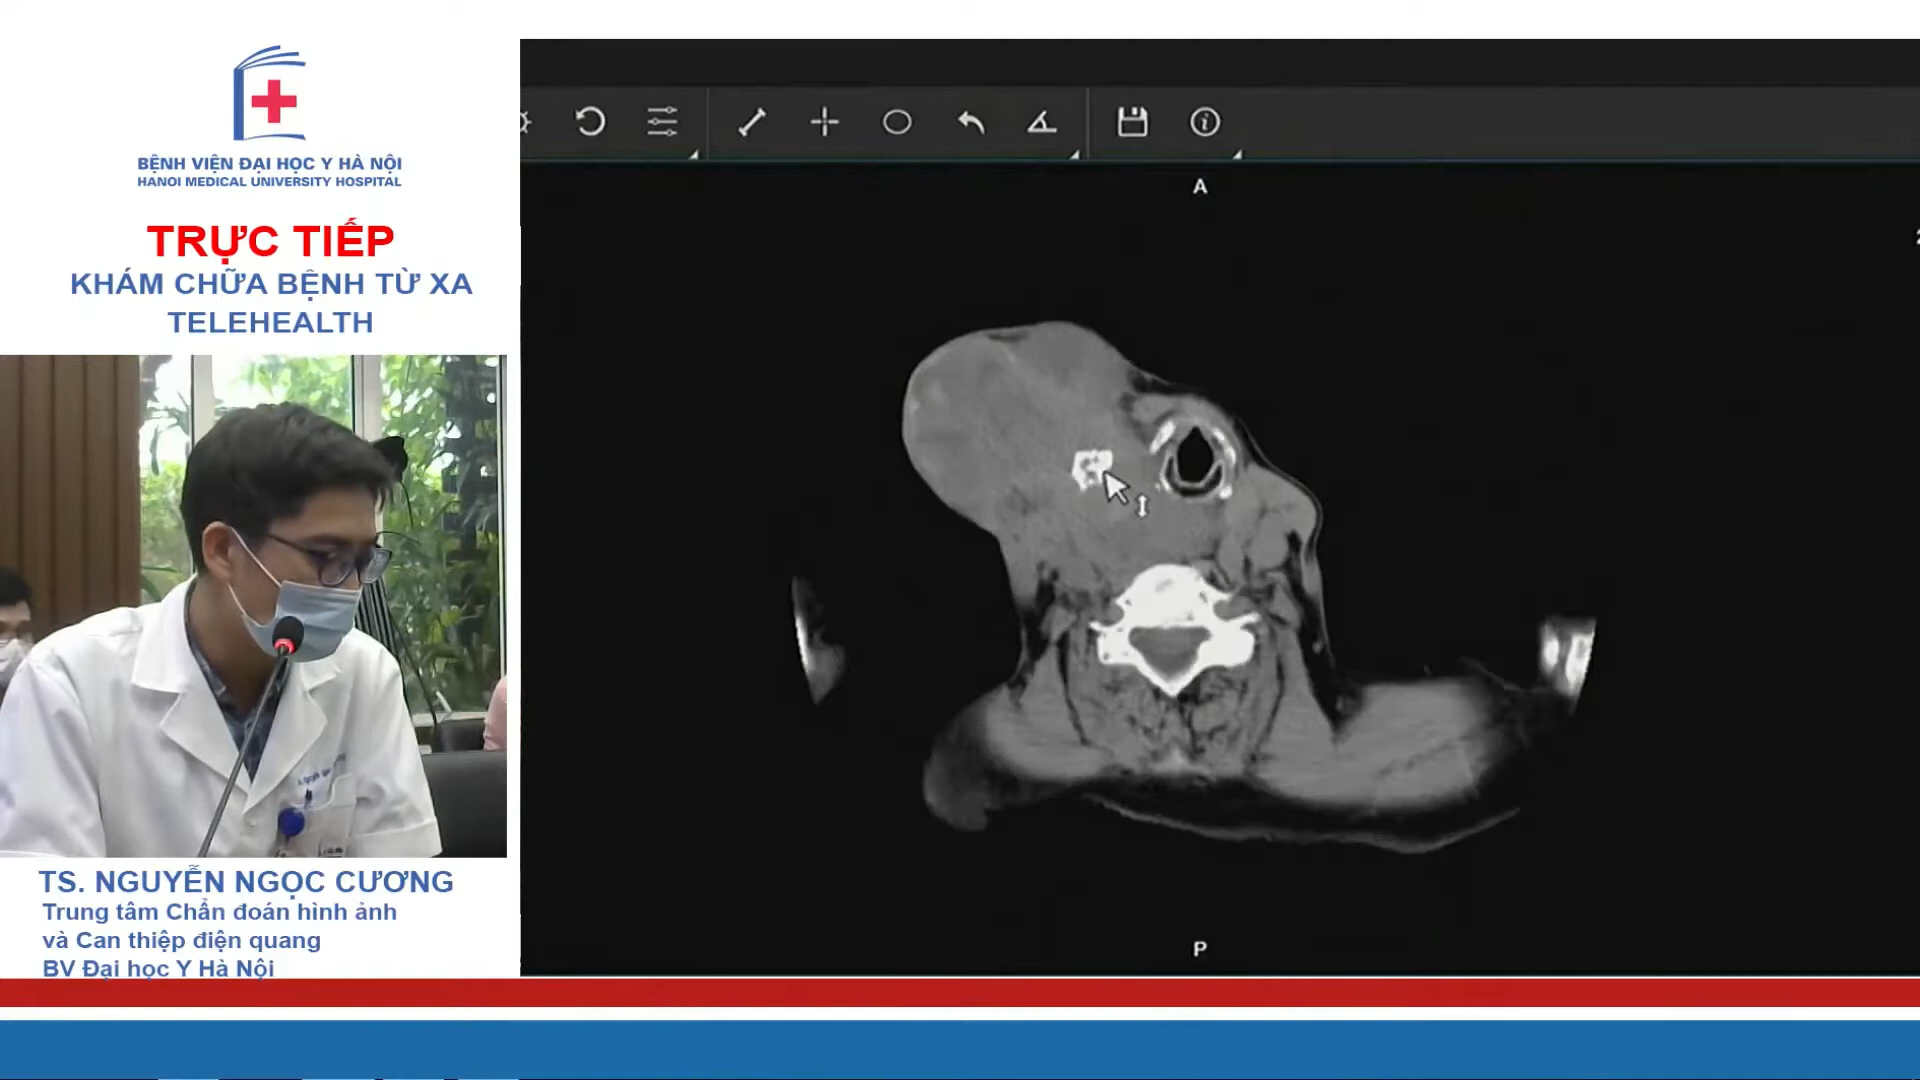 BỆNH VIỆN ĐẠI HỌC Y HÀ NỘI
HANOI MEDICAL UNIVERSITY HOSPITAL
TRỰC TIẾP
KHÁM CHỮA BỆNH TỪ XA
TELEHEALTH
TS. NGUYỄN NGỌC CƯƠNG
Trung tâm Chẩn đoán hình ảnh
và Can thiệp điện quang
BV Đại học Y Hà Nội
A
P